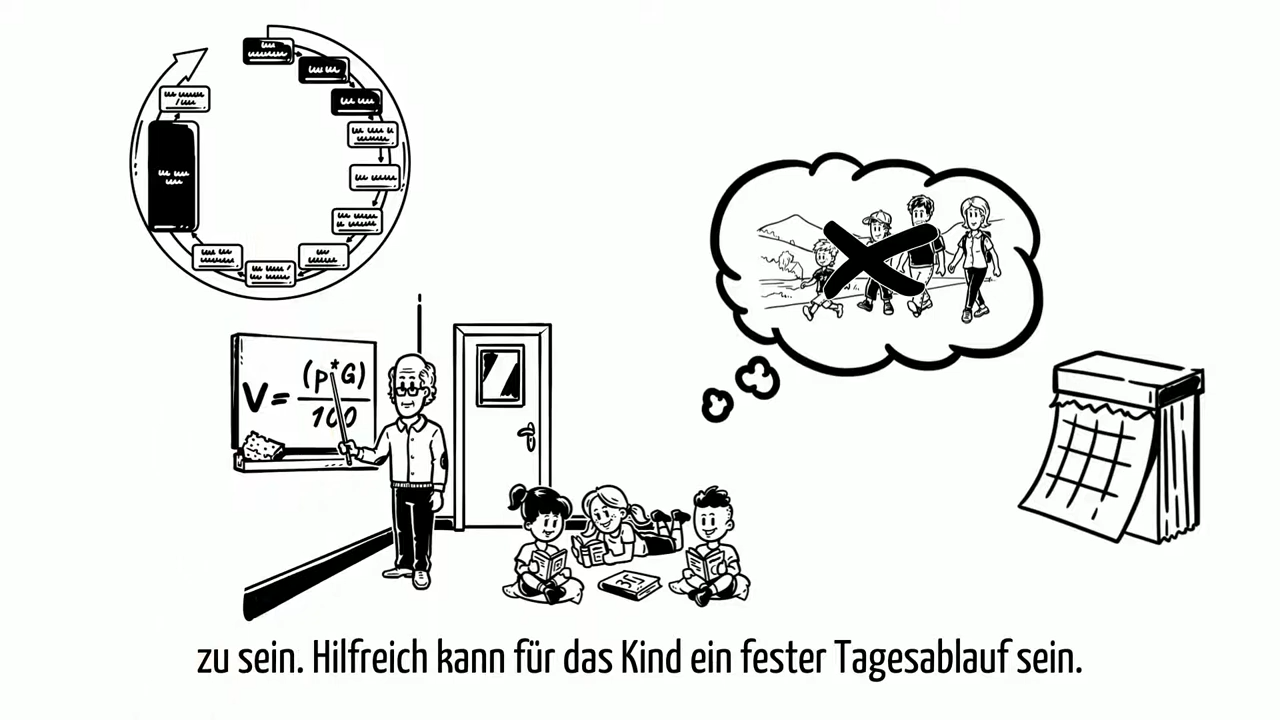 V = (p*G)
100
zu sein. Hilfreich kann für das Kind ein fester Tagesablauf sein.